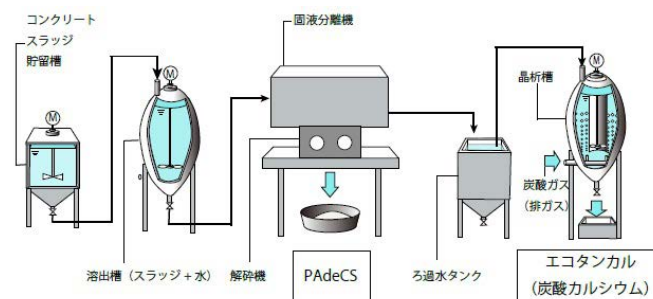 コンクリート
スラッジ
貯留槽
M
M
固液分離機
M
晶析槽
炭酸ガス
（排ガス）
溶出槽（スラッジ + 水）
解砕機
PAdeCS
ろ過水タンク
エコタンカル
（炭酸カルシウム）